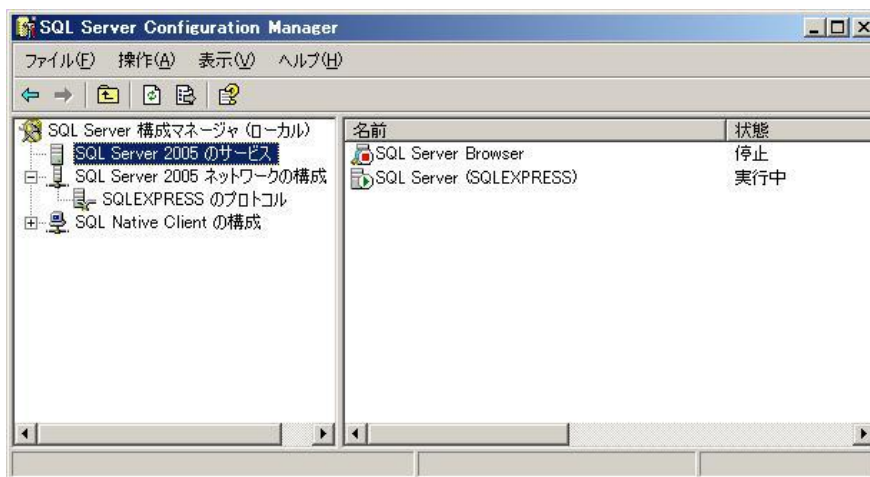 SQL Server Configuration Manager
ファイル(F) 操作(A) 表示(V) ヘルプ(H)
SQL Server 構成マネージャ (ローカル)
SQL Server 2005 のサービス
SQL Server 2005 ネットワークの構成
SQLEXPRESS のプロトコル
SQL Native Client の構成
名前 状態
SQL Server Browser 停止
SQL Server (SQLEXPRESS) 実行中